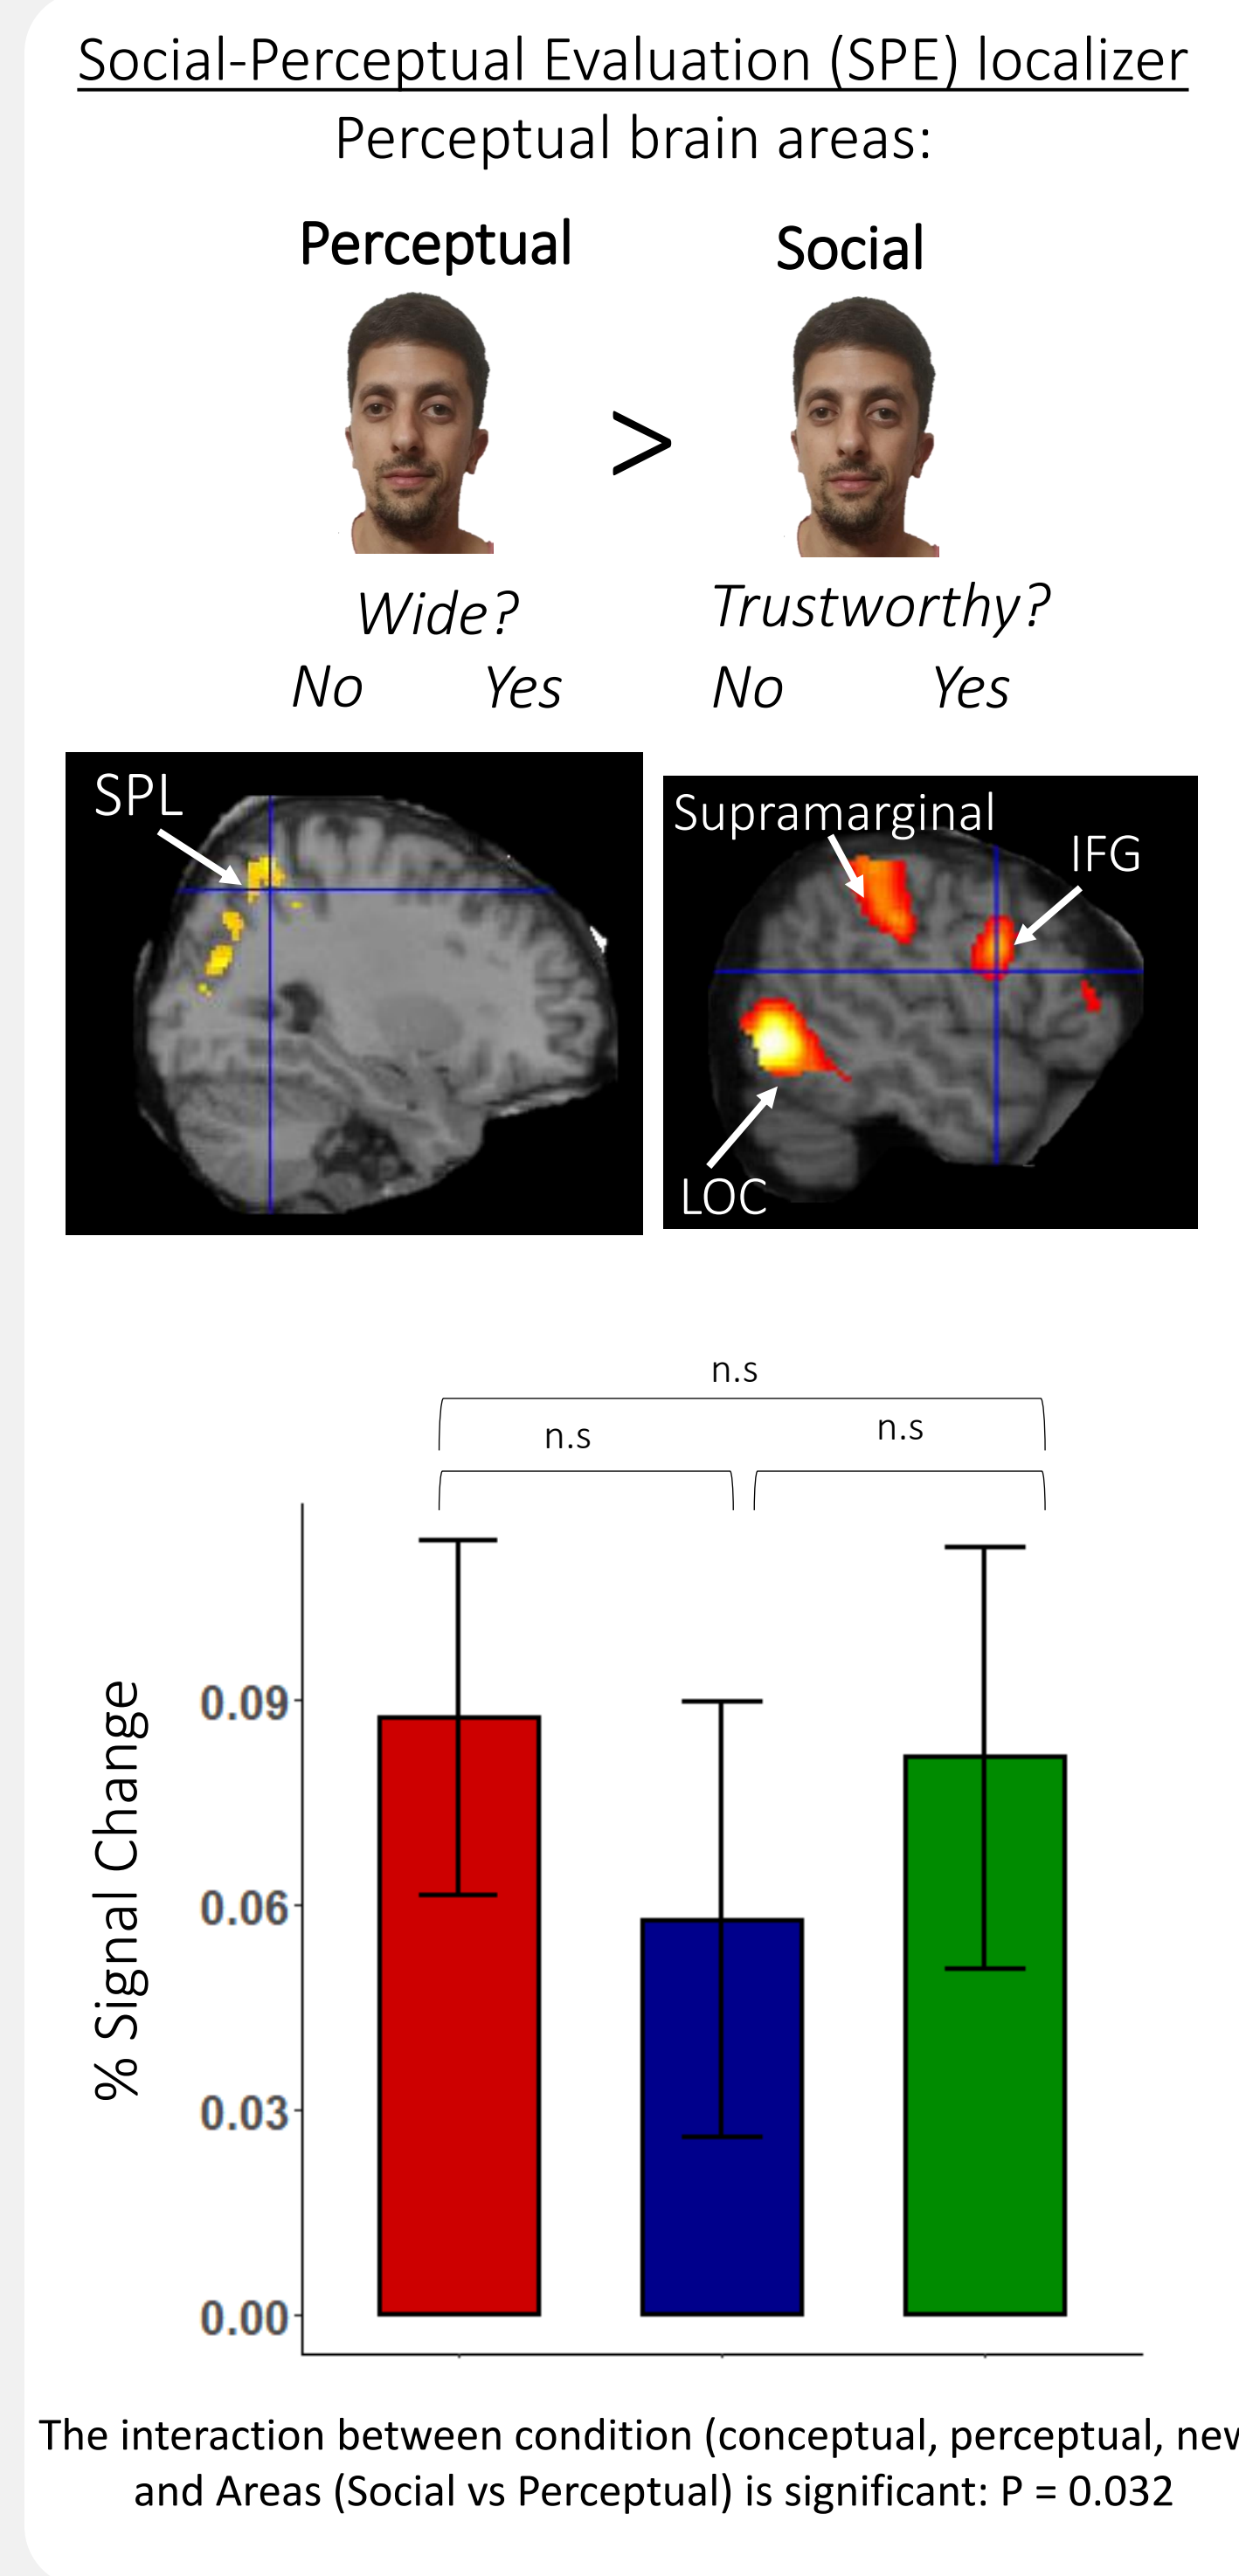 Social-Perceptual Evaluation (SPE) localizer
Perceptual brain areas:
Perceptual Social
>
Wide? Trustworthy?
No Yes No Yes
SPL
Supramarginal
IFG
LOC
n.s
n.s n.s
% Signal Change
0.09
0.06
0.03
0.00
The interaction between condition (conceptual, perceptual, new
and Areas (Social vs Perceptual) is significant: P = 0.032